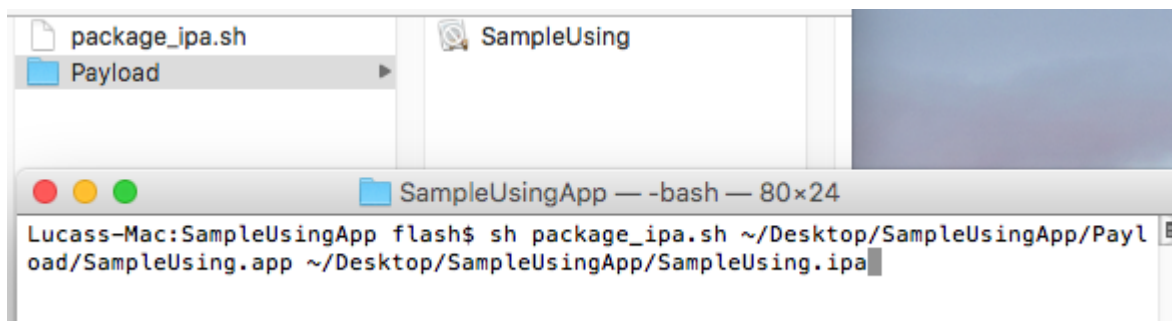 package_ipa.sh
SampleUsing
Payload
SampleUsingApp — -bash — 80×24
Lucass-Mac:SampleUsingApp flash$ sh package_ipa.sh ~/Desktop/SampleUsingApp/Payl
oad/SampleUsing.app ~/Desktop/SampleUsingApp/SampleUsing.ipa